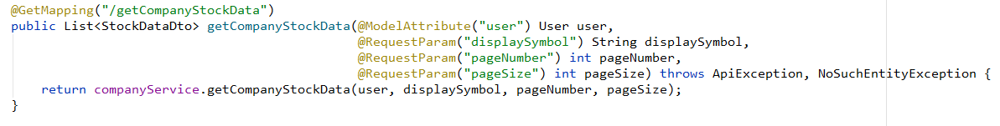 @GetMapping("/getCompanyStockData")
public List<StockDataDto> getCompanyStockData(@ModelAttribute("user") User user,
@RequestParam("displaySymbol") String displaySymbol,
@RequestParam("pageNumber") int pageNumber,
@RequestParam("pageSize") int pageSize) throws ApiException, NoSuchEntityException {
return companyService.getCompanyStockData(user, displaySymbol, pageNumber, pageSize);
}